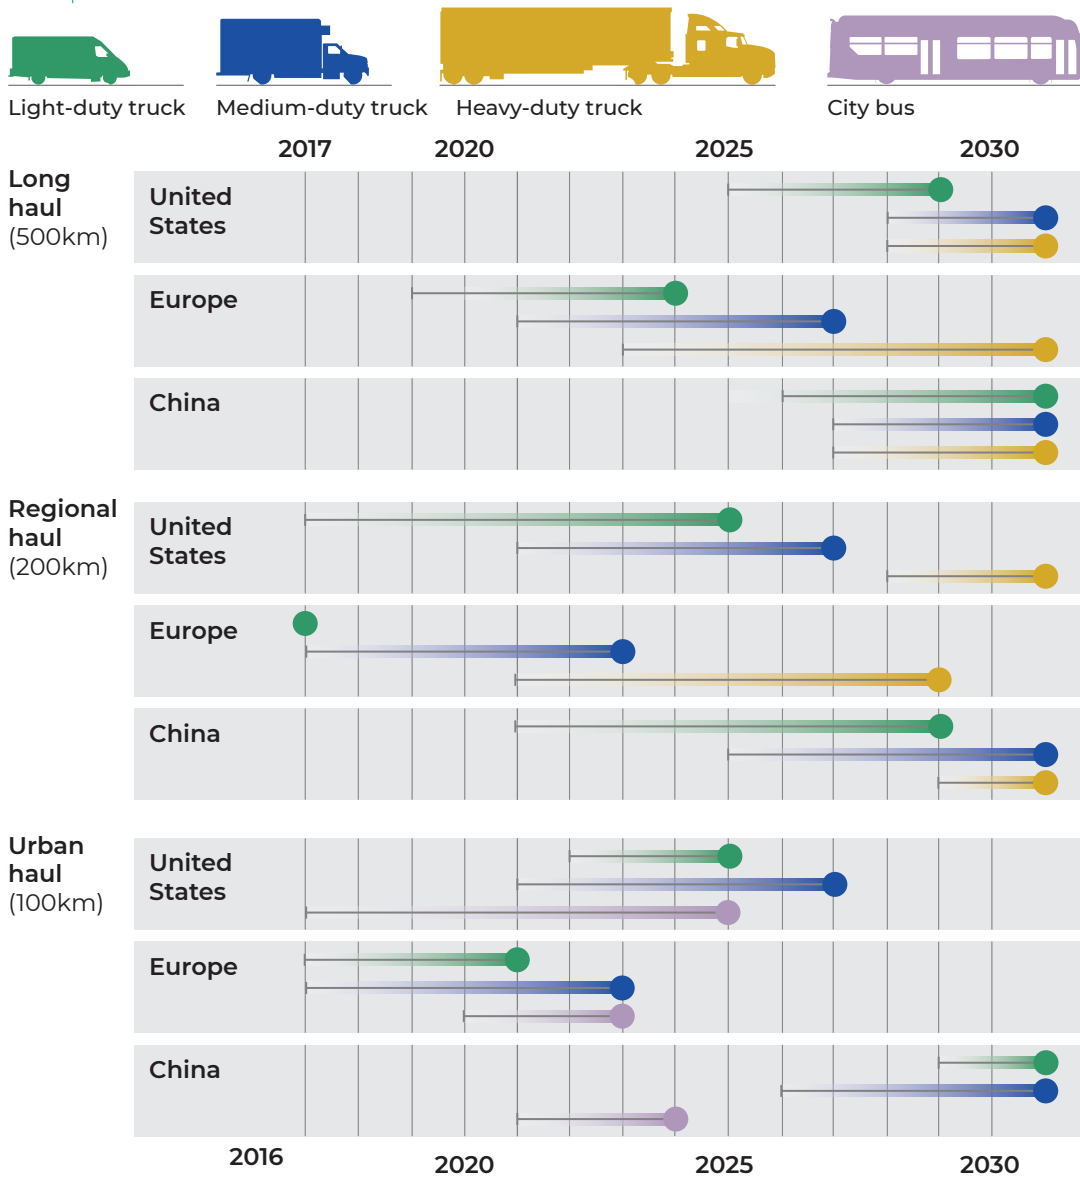 Light-duty truck
Medium-duty truck
Heavy-duty truck
City bus
2017
2020
2025
2030
Long
haul
(500km)
United
States
Europe
China
Regional
haul
(200km)
United
States
Europe
China
Urban
haul
(100km)
United
States
Europe
China
2016
2020
2025
2030